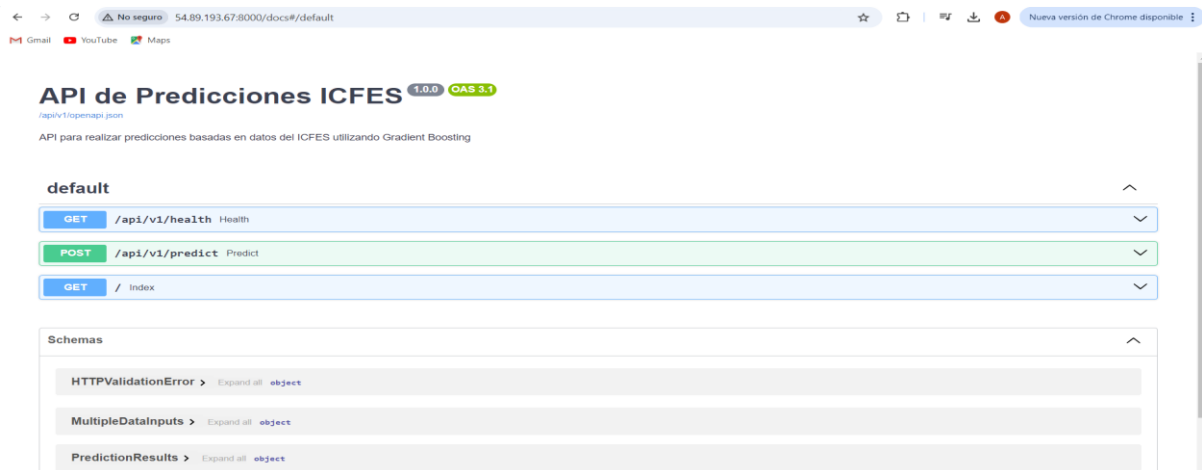 No seguro 54.89.193.67:8000/docs#/default A Nueva versión de Chrome disponible
Gmail YouTube Maps
API de Predicciones ICFES 1.0.0 OAS 3.1
/api/v1/openapi.json
API para realizar predicciones basadas en datos del ICFES utilizando Gradient Boosting
default
GET /api/v1/health Health
POST /api/v1/predict Predict
GET / Index
Schemas
HTTPValidationError Expand all object
MultipleDataInputs Expand all object
PredictionResults Expand all object